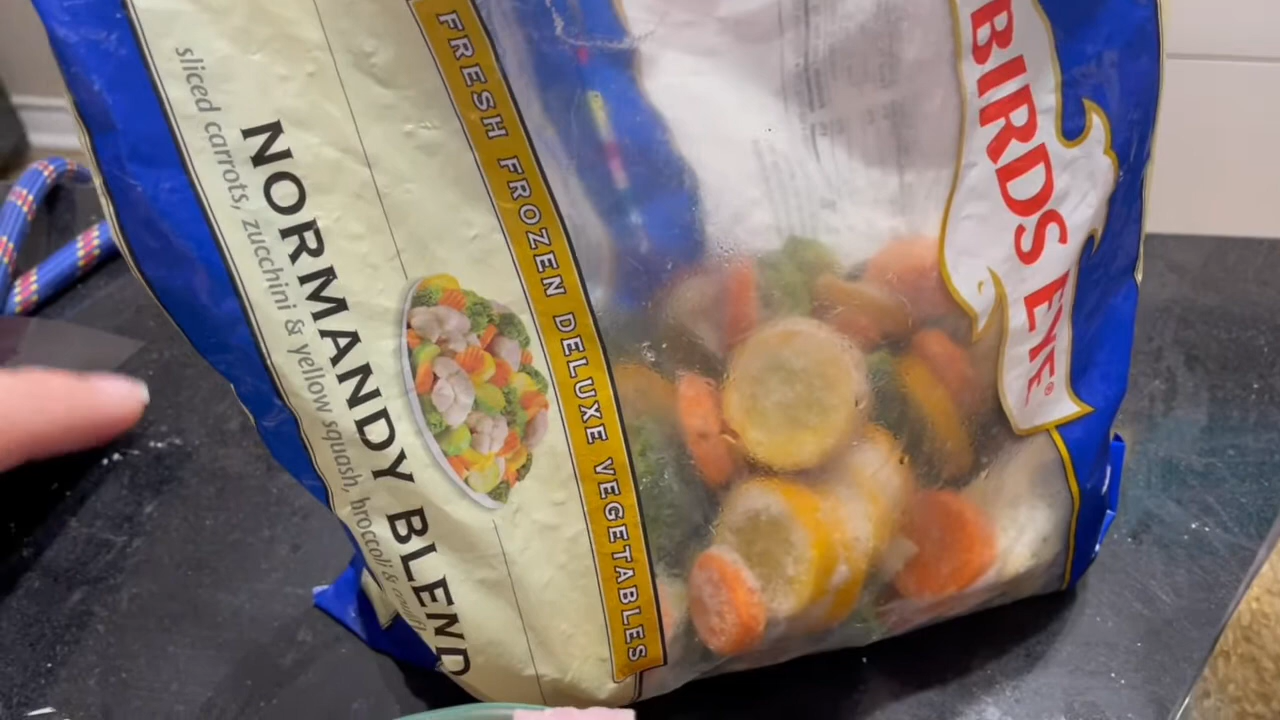 BIRDS EYE®
FRESH FROZEN DELUXE VEGETABLES
NORMANDY BLEND
sliced carrots, zucchini & yellow squash, broccoli &